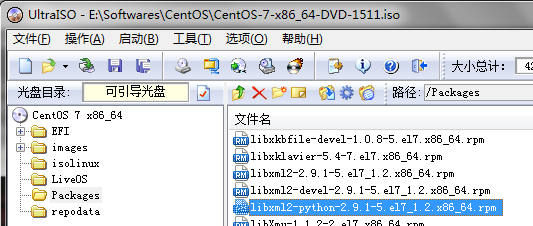 UltraISO - E:\Softwares\CentOS\CentOS-7-x86_64-DVD-1511.iso
文件(F) 操作(A) 启动(B) 工具(T) 选项(O) 帮助(H)
大小总计: 42
光盘目录: 可引导光盘 路径: /Packages
CentOS 7 x86_64
EFI
images
isolinux
LiveOS
Packages
repodata
文件名
libxkbfile-devel-1.0.8-5.el7.x86_64.rpm
libxklavier-5.4-7.el7.x86_64.rpm
libxml2-2.9.1-5.el7_1.2.x86_64.rpm
libxml2-devel-2.9.1-5.el7_1.2.x86_64.rpm
libxml2-python-2.9.1-5.el7_1.2.x86_64.rpm
libXmu-1.1.2-2.el7.x86_64.rpm